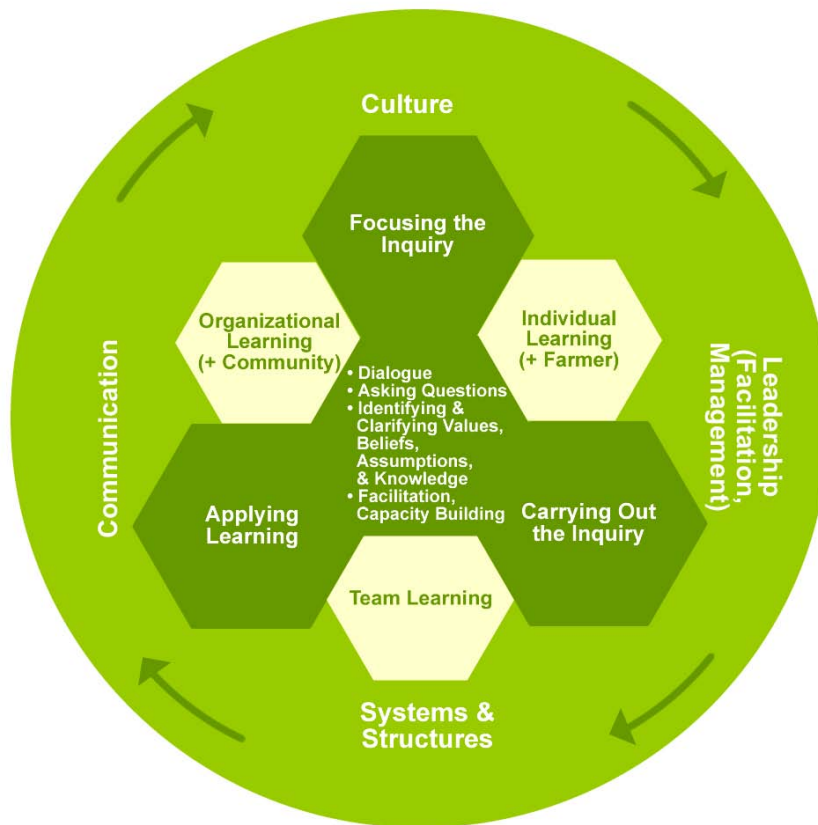 Culture
Focusing the
Inquiry
Organizational
Learning
(+ Community)
Individual
Learning
(+ Farmer)
Communication
Leadership
(Facilitation,
Management)
• Dialogue
• Asking Questions
• Identifying &
Clarifying Values,
Beliefs,
Assumptions,
& Knowledge
• Facilitation,
Capacity Building
Applying
Learning
Carrying Out
the Inquiry
Team Learning
Systems &
Structures